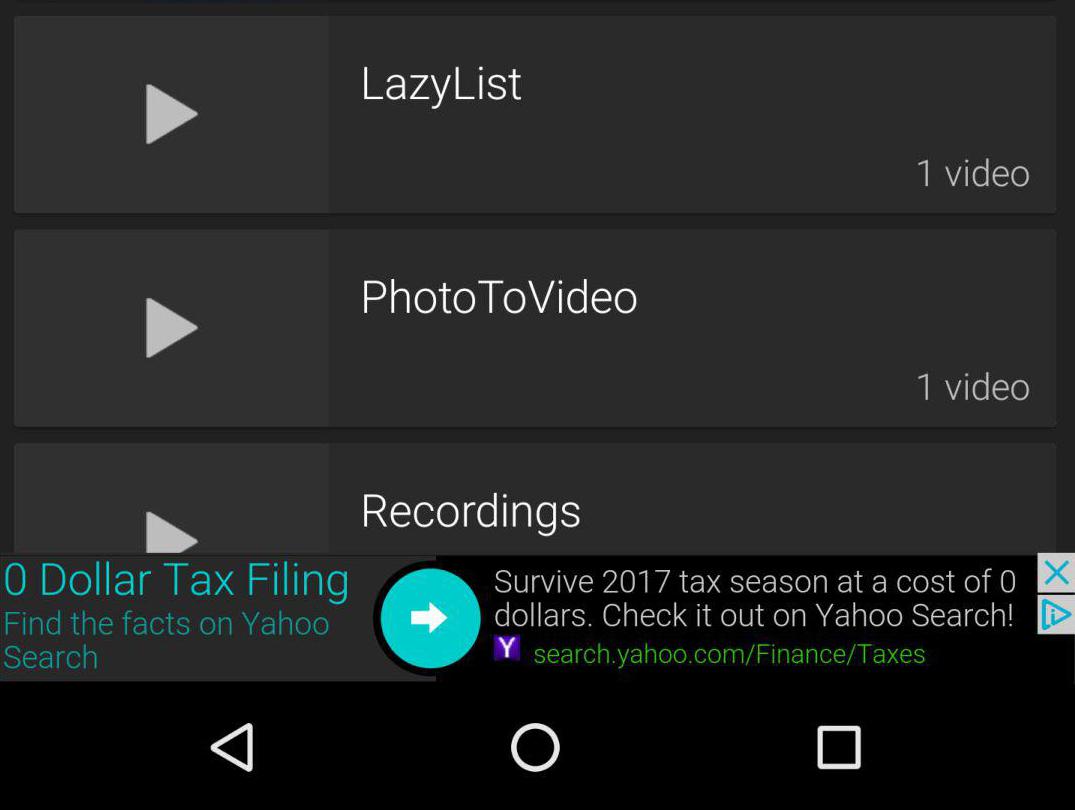 LazyList
1 video
PhotoToVideo
1 video
Recordings
0 Dollar Tax Filing
Find the facts on Yahoo
Search
Survive 2017 tax season at a cost of 0
dollars. Check it out on Yahoo Search!
Y search.yahoo.com/Finance/Taxes